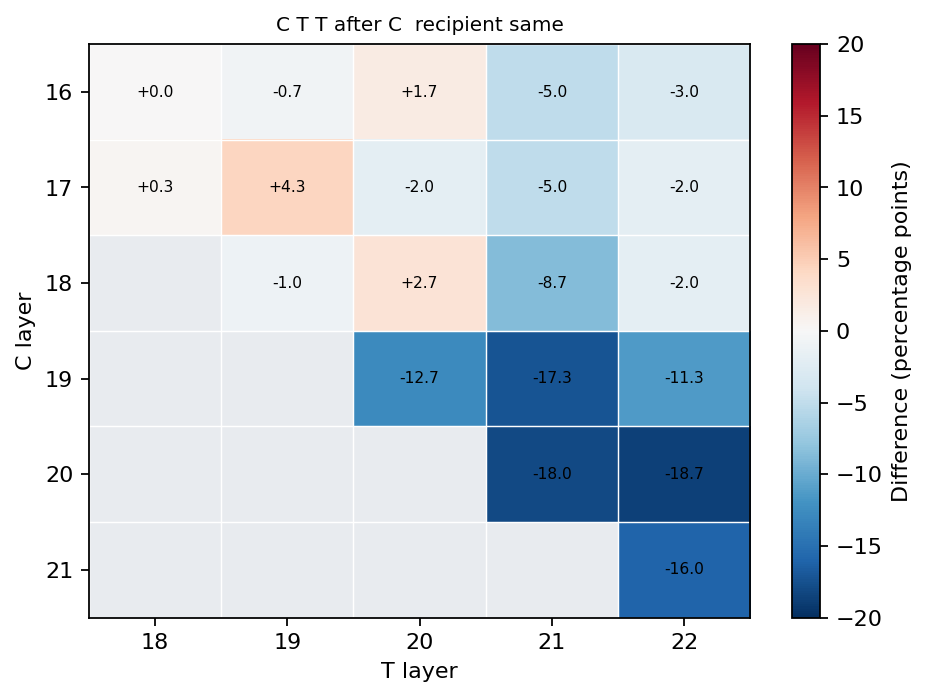 C T T after C  recipient same
16 +0.0 -0.7 +1.7 -5.0 -3.0
17 +0.3 +4.3 -2.0 -5.0 -2.0
18 -1.0 +2.7 -8.7 -2.0
19 -12.7 -17.3 -11.3
20 -18.0 -18.7
21 -16.0
18 19 20 21 22
T layer
C layer
20
15
10
5
0
−5
−10
−15
−20
Difference (percentage points)